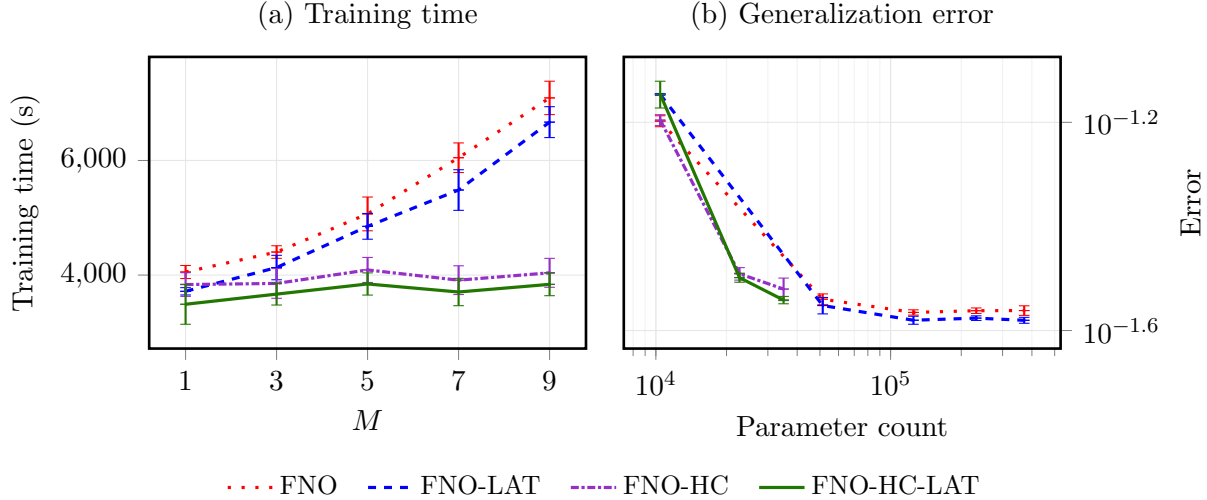 (a) Training time
(b) Generalization error
Training time (s)
6,000
4,000
1 3 5 7 9
M
10^−1.2
10^−1.6
Error
10^4 10^5
Parameter count
FNO FNO-LAT FNO-HC FNO-HC-LAT